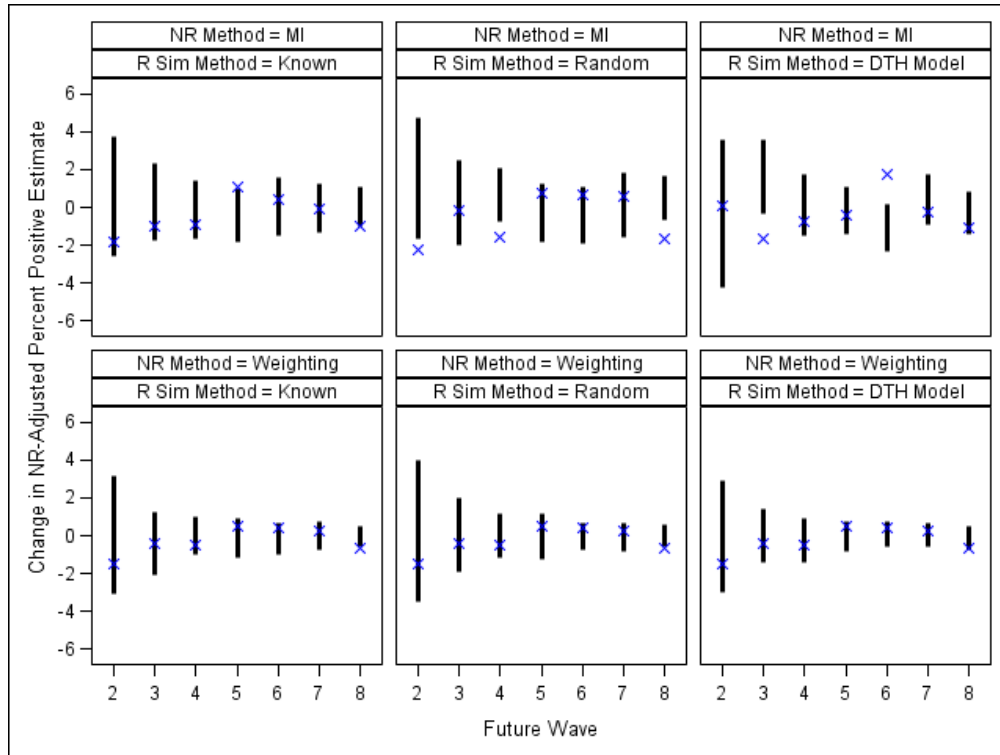 NR Method = MI
R Sim Method = Known
NR Method = MI
R Sim Method = Random
NR Method = MI
R Sim Method = DTH Model
6
4
2
0
-2
-4
-6
NR Method = Weighting
R Sim Method = Known
NR Method = Weighting
R Sim Method = Random
NR Method = Weighting
R Sim Method = DTH Model
6
4
2
0
-2
-4
-6
Change in NR-Adjusted Percent Positive Estimate
2 3 4 5 6 7 8
2 3 4 5 6 7 8
2 3 4 5 6 7 8
Future Wave